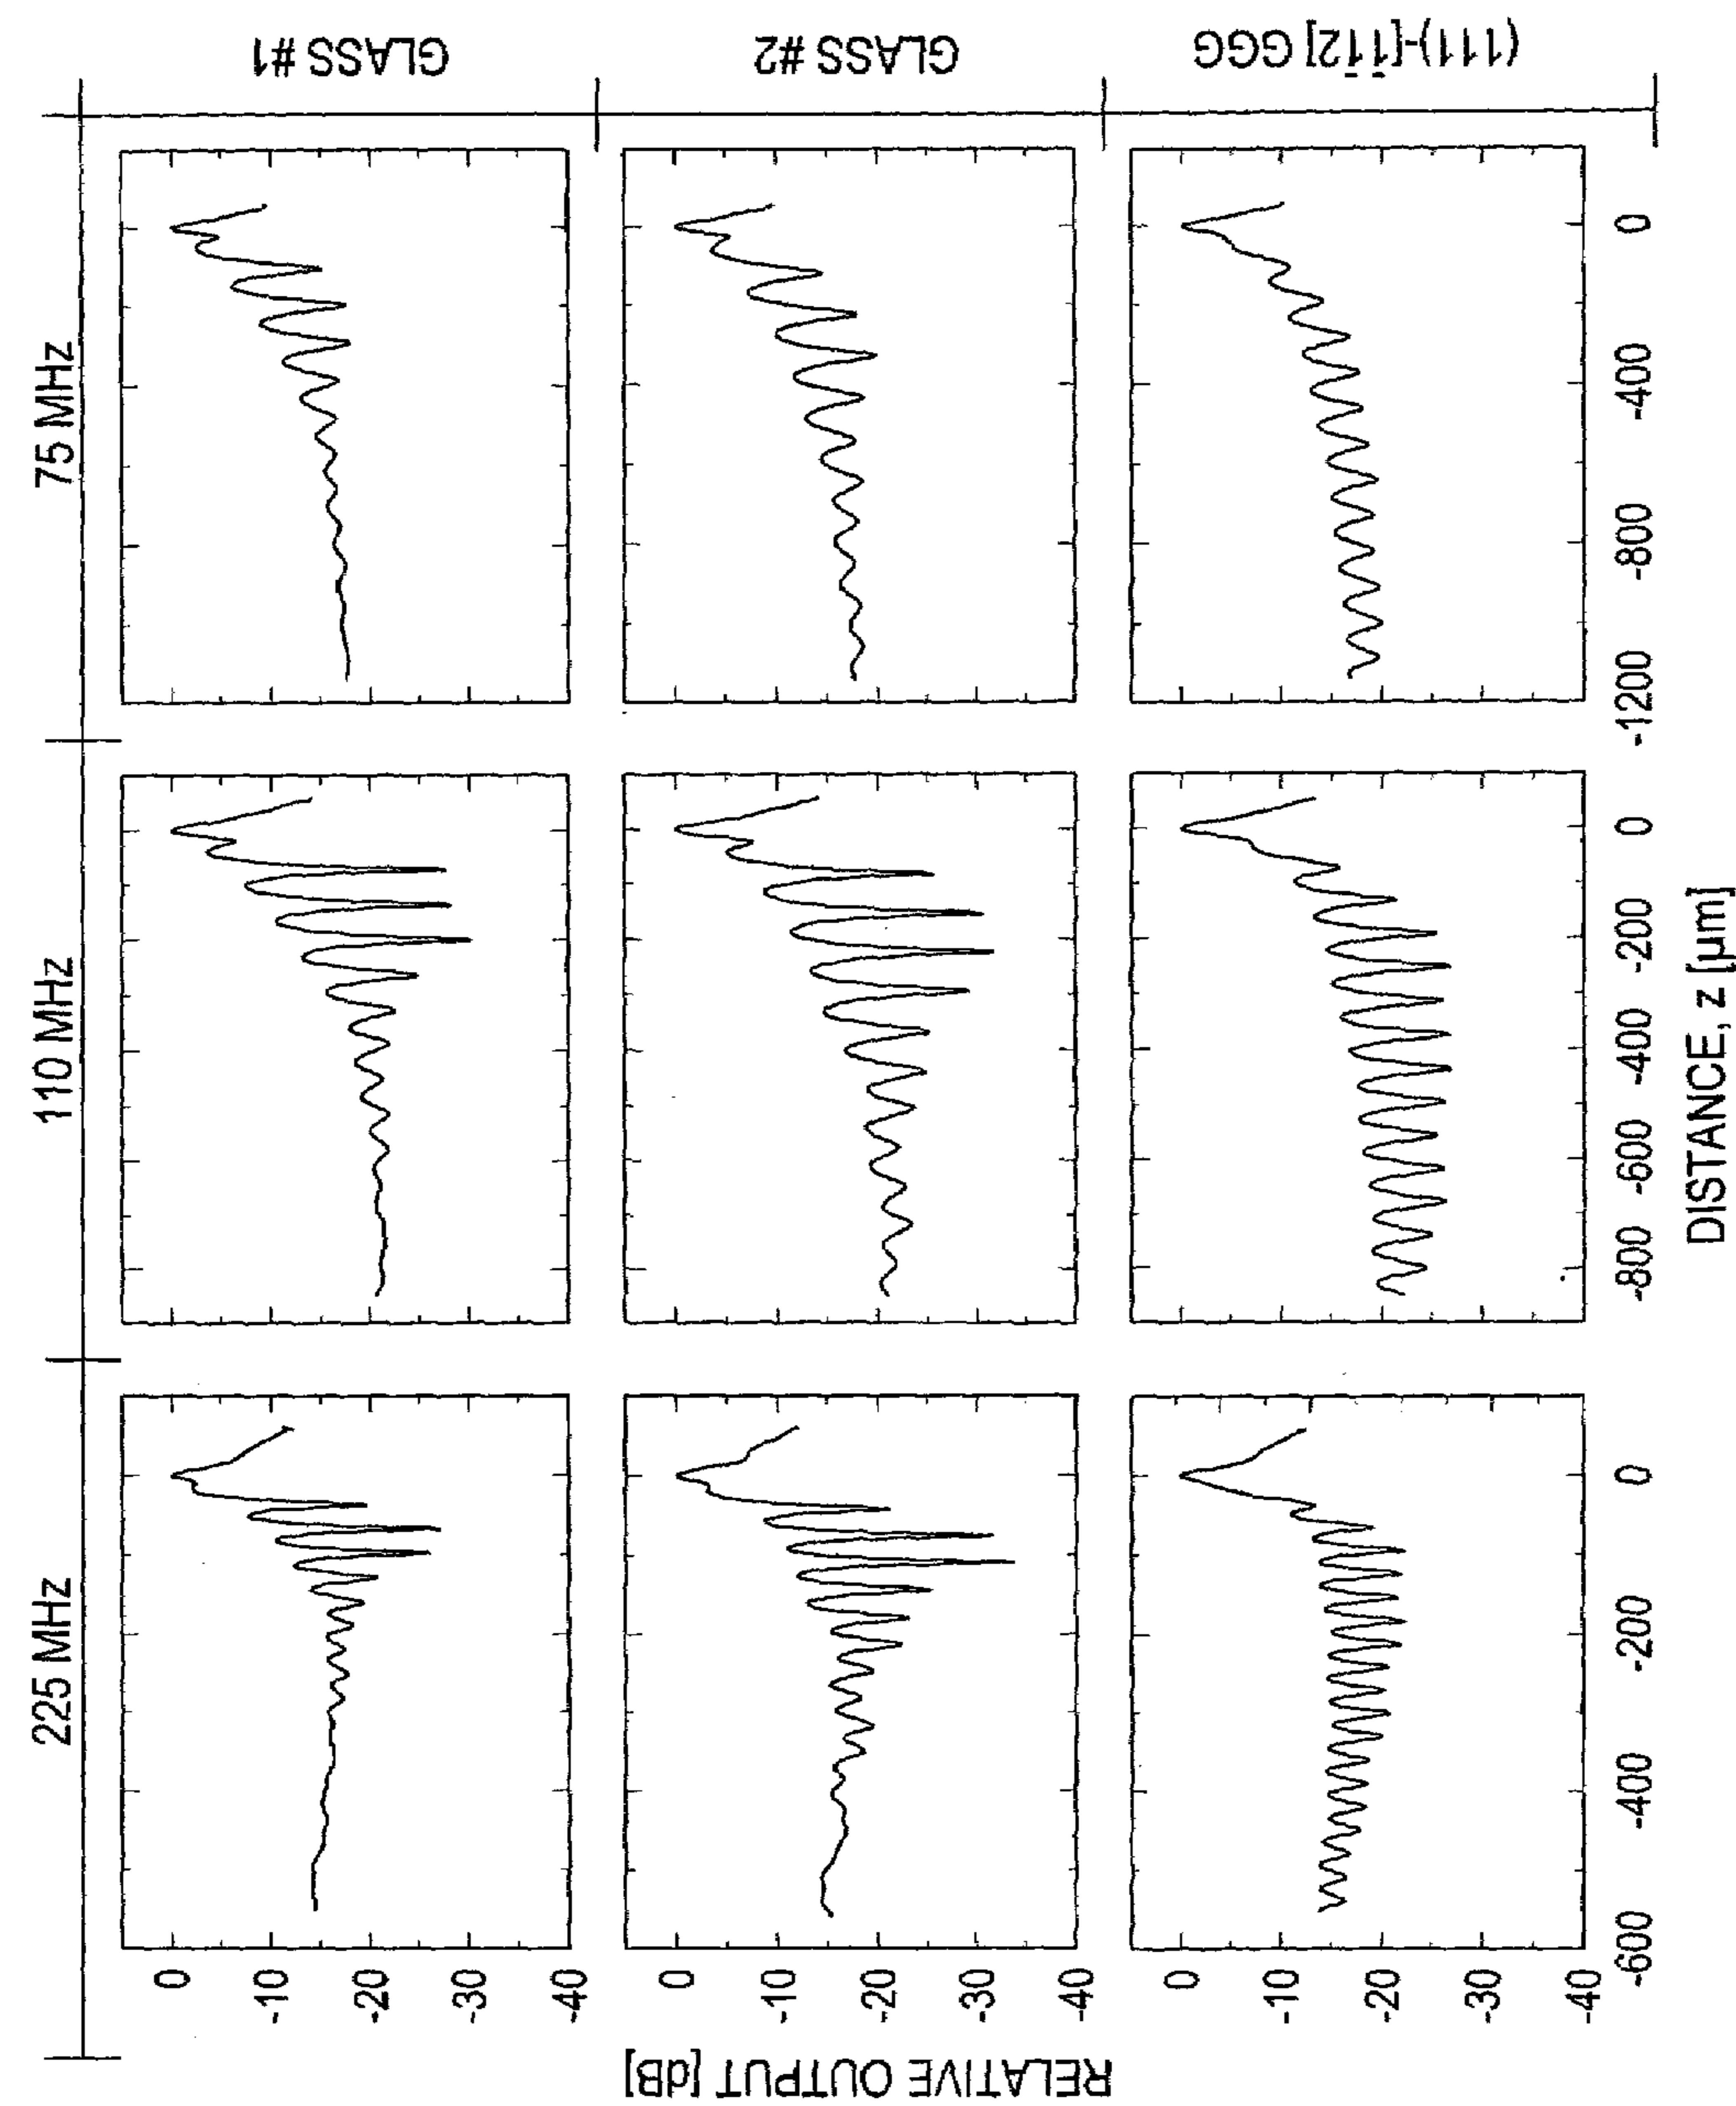 225 MHz
110 MHz
75 MHz
GLASS #1
GLASS #2
(111)-[1̄1̄2] GGG
RELATIVE OUTPUT [dB]
0
-10
-20
-30
-40
0
-10
-20
-30
-40
0
-10
-20
-30
-40
-600 -400 -200 0
-800 -600 -400 -200 0
-1200 -800 -400 0
DISTANCE, z [µm]